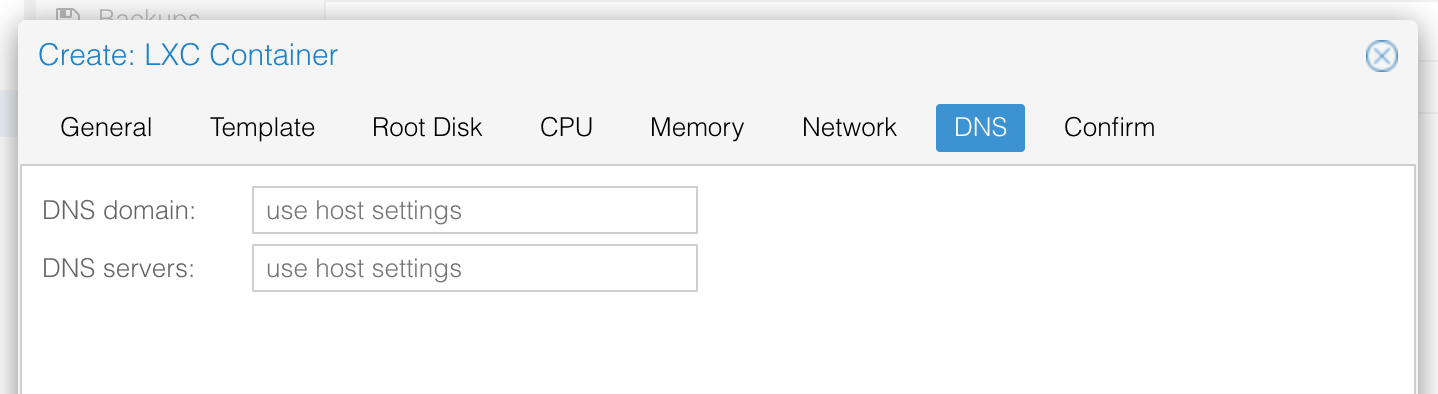 Backups
Create: LXC Container
General Template Root Disk CPU Memory Network DNS Confirm
DNS domain: use host settings
DNS servers: use host settings